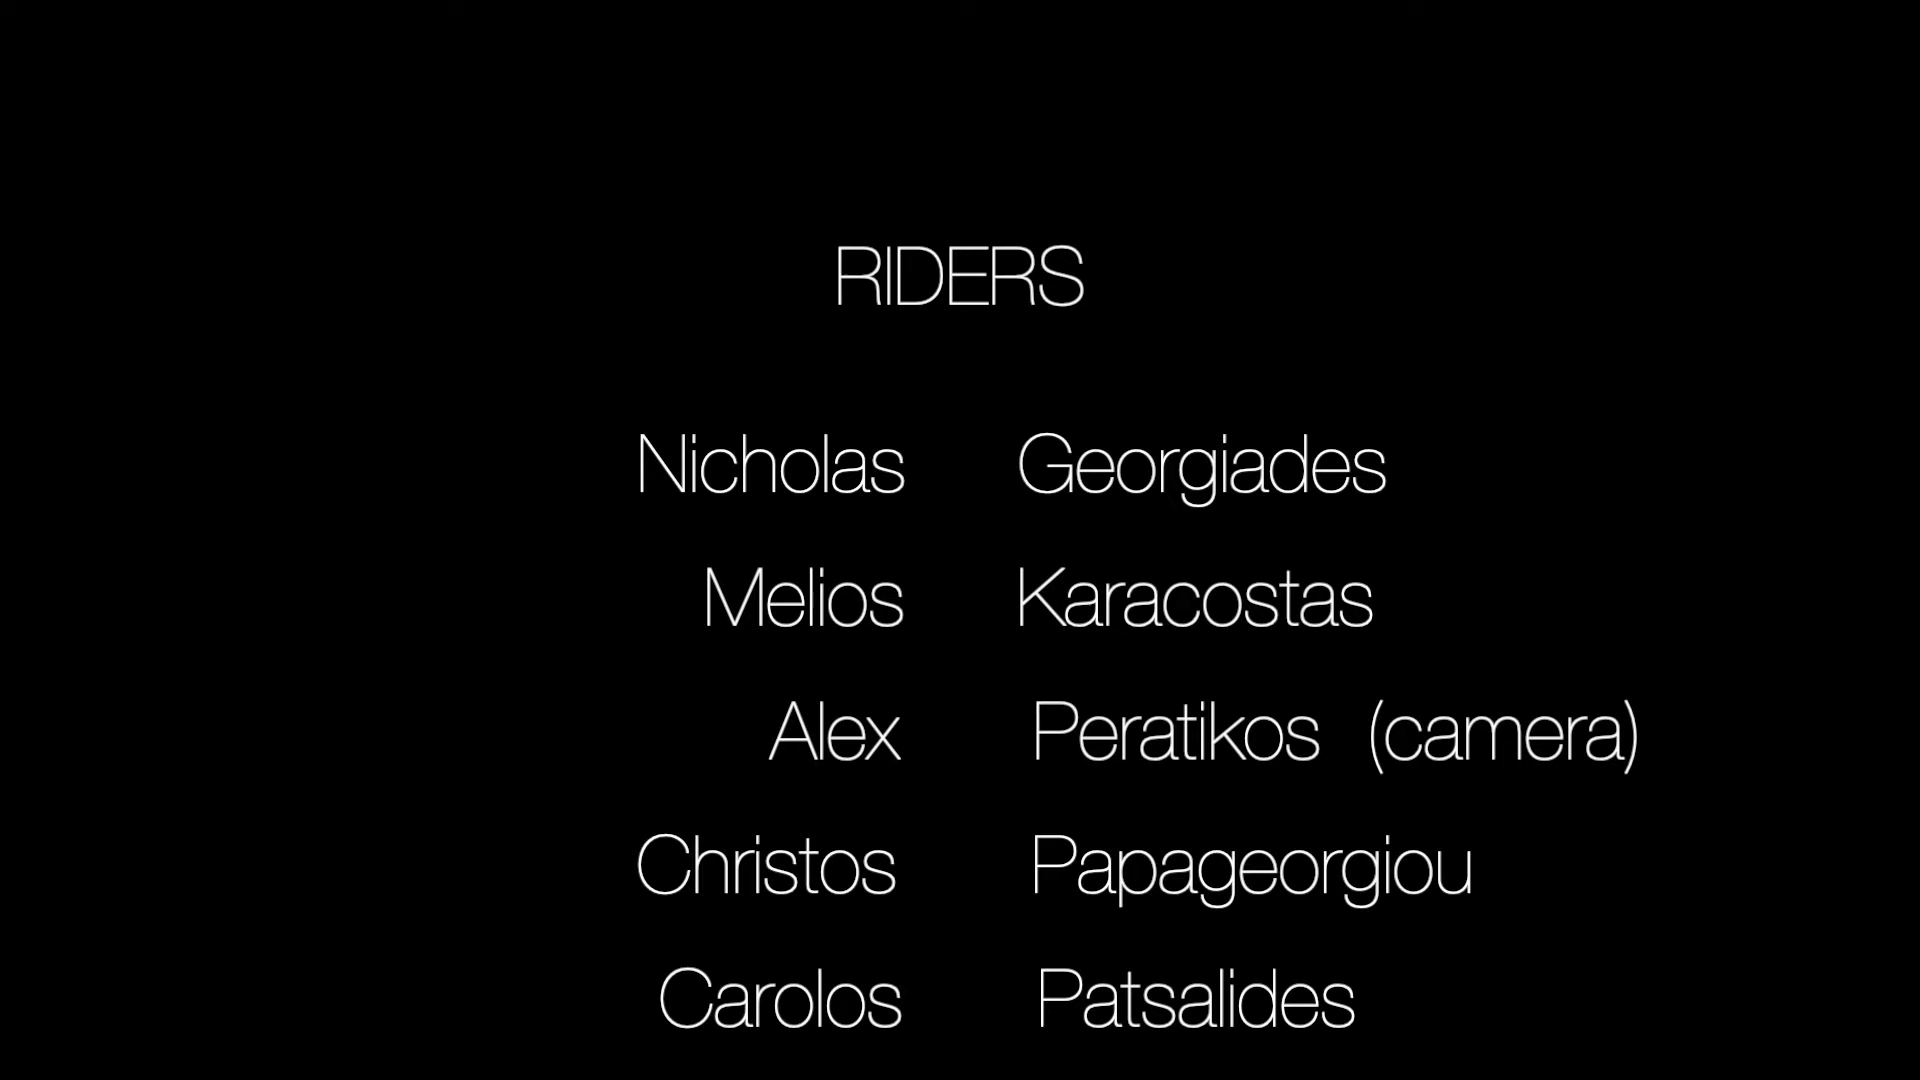 RIDERS
Nicholas Georgiades
Melios Karacostas
Alex Peratikos (camera)
Christos Papageorgiou
Carolos Patsalides